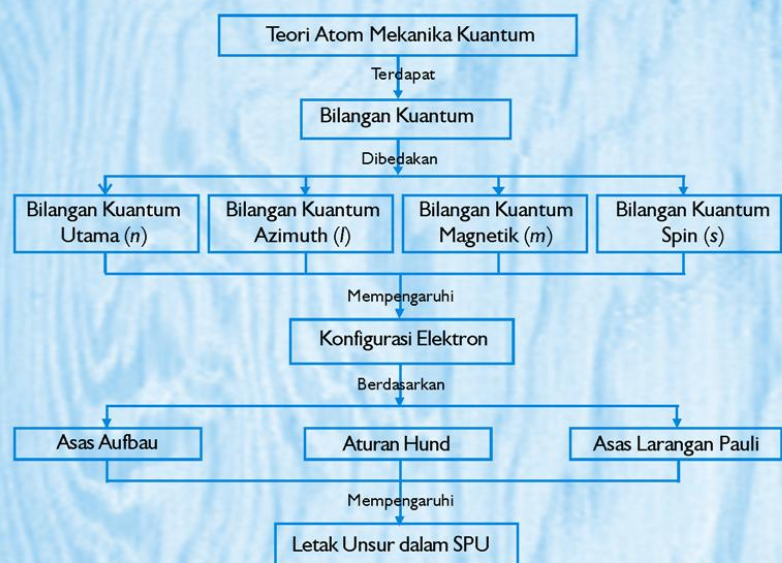 Teori Atom Mekanika Kuantum
Terdapat
Bilangan Kuantum
Dibedakan
Bilangan Kuantum
Utama (n)
Bilangan Kuantum
Azimuth (l)
Bilangan Kuantum
Magnetik (m)
Bilangan Kuantum
Spin (s)
Mempengaruhi
Konfigurasi Elektron
Berdasarkan
Asas Aufbau
Aturan Hund
Asas Larangan Pauli
Mempengaruhi
Letak Unsur dalam SPU